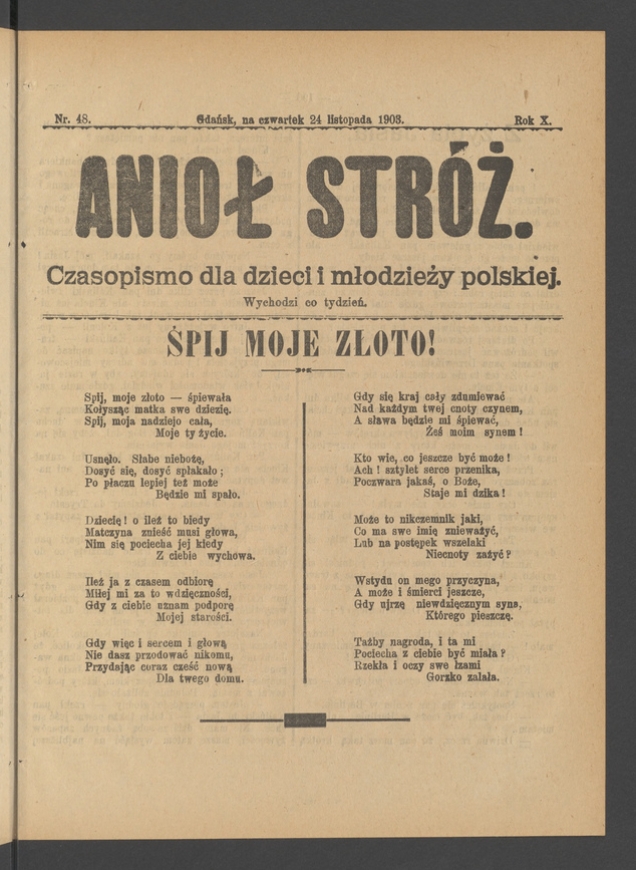 Nr. 48. Gdańsk, na czwartek 24 listopada 1903. Rok X.
ANIOŁ STRÓŻ.
Czasopismo dla dzieci i młodzieży polskiej.
Wychodzi co tydzień.
ŚPIJ MOJE ZŁOTO!
Spij, moje złoto — śpiewała
Kołysząc matka swe dziecię.
Spij, moja nadziejo cała,
Moje ty życie.
Usnęło. Słabe niebotę,
Dosyć się, dosyć spłakało;
Po płaczu lepiej też może
Będzie mi spało.
Dziecię! o ileż to biedy
Matczyna znieść musi głowa,
Nim się pociecha jej kiedy
Z ciebie wychowa.
Ileż ja z czasem odbiorę
Miłej mi za to wdzięczności,
Gdy z ciebie uznam podporę
Mojej starości.
Gdy więc i sercem i głową
Nie dasz przodować nikomu,
Przydając coraz cześć nową
Dla twego domu.
Gdy się kraj cały zdumiewać
Nad każdym twej cnoty czynem,
A sława będzie mi śpiewać,
Żeś moim synem!
Kto wie, co jeszcze być może!
Ach! sztylet serce przenika,
Poczwara jakaś, o Boże,
Staje mi dzika!
Może to nikczemnik jaki,
Co ma swe imię znieważyć,
Lub na postępek wszelaki
Niecnoty zażyć?
Wstydu on mego przyczyna,
A może i śmierci jeszcze,
Gdy ujrzę niewdzięcznym syna,
Którego pieszczę.
Tażby nagroda, i ta mi
Pociecha z ciebie być miała?
Rzekła i oczy swe łzami
Gorzko zalała.